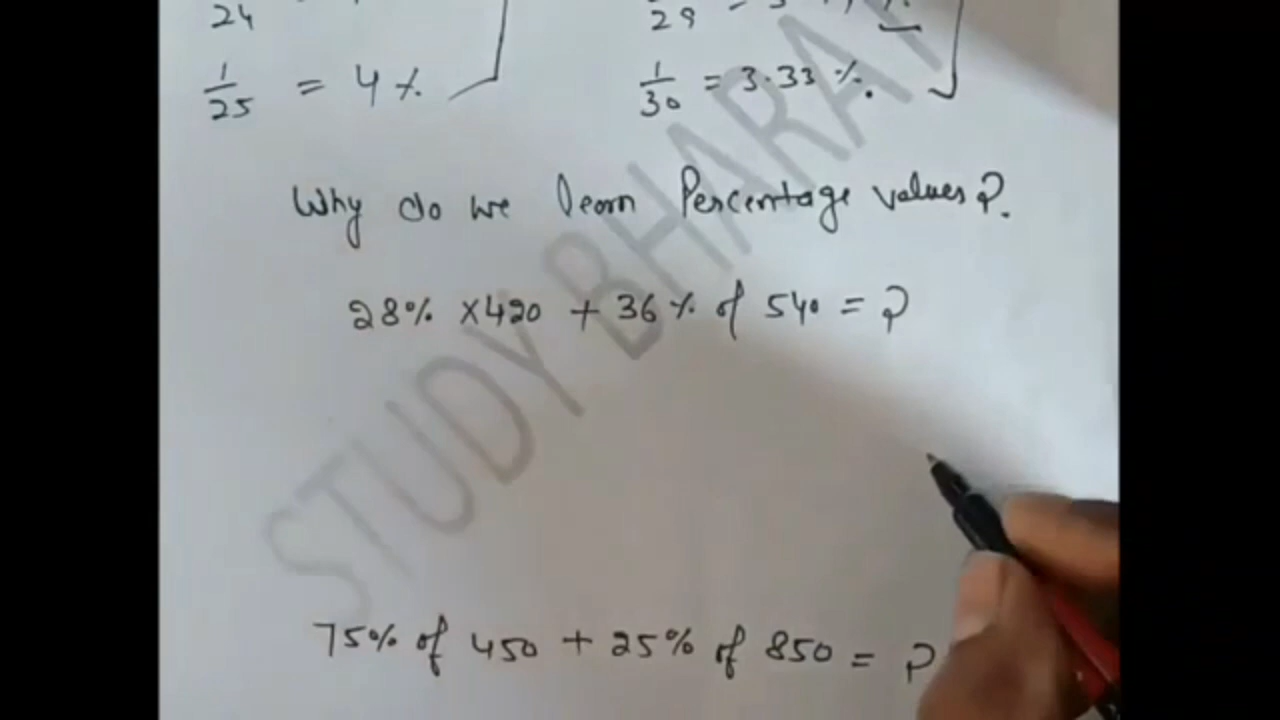 24
29
1/25 = 4%
1/30 = 3.33%.
Why do we learn Percentage values?.
28% ×420 + 36% of 540 = ?
75% of 450 + 25% of 850 = ?
STUDY BHARAT